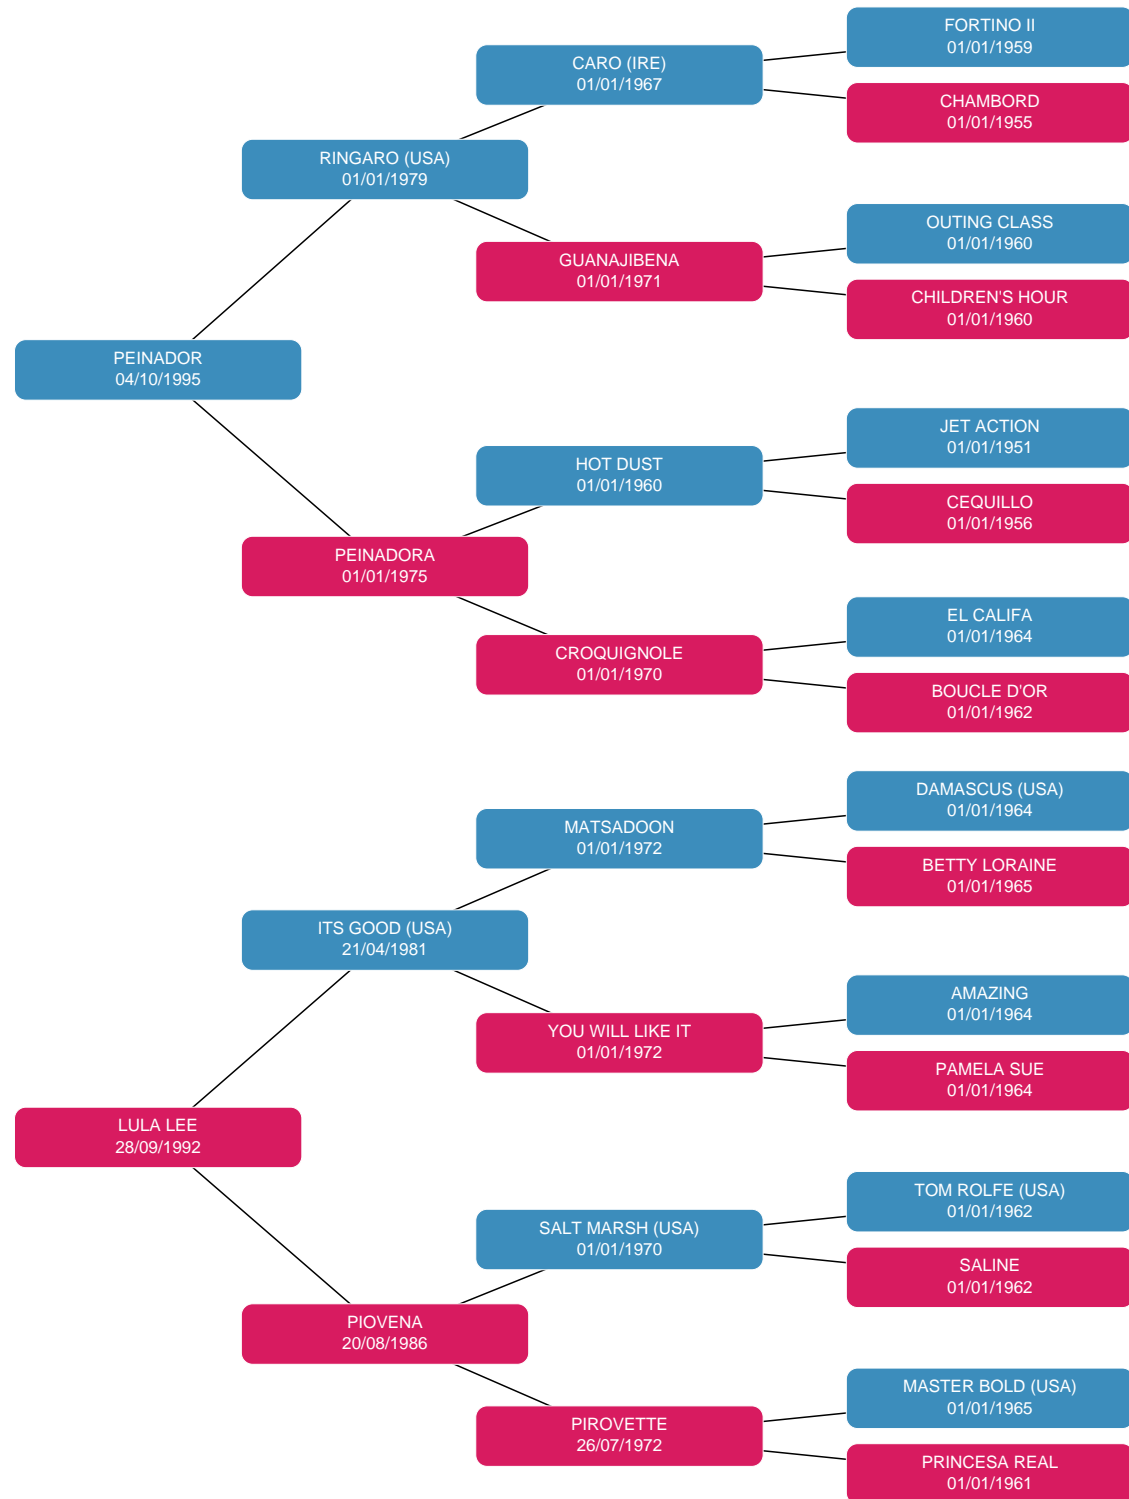 FORTINO II
01/01/1959
CARO (IRE)
01/01/1967
CHAMBORD
01/01/1955
RINGARO (USA)
01/01/1979
OUTING CLASS
01/01/1960
GUANAJIBENA
01/01/1971
CHILDREN'S HOUR
01/01/1960
PEINADOR
04/10/1995
JET ACTION
01/01/1951
HOT DUST
01/01/1960
CEQUILLO
01/01/1956
PEINADORA
01/01/1975
EL CALIFA
01/01/1964
CROQUIGNOLE
01/01/1970
BOUCLE D'OR
01/01/1962
DAMASCUS (USA)
01/01/1964
MATSADOON
01/01/1972
BETTY LORAINE
01/01/1965
ITS GOOD (USA)
21/04/1981
AMAZING
01/01/1964
YOU WILL LIKE IT
01/01/1972
PAMELA SUE
01/01/1964
LULA LEE
28/09/1992
TOM ROLFE (USA)
01/01/1962
SALT MARSH (USA)
01/01/1970
SALINE
01/01/1962
PIOVENA
20/08/1986
MASTER BOLD (USA)
01/01/1965
PIROVETTE
26/07/1972
PRINCESA REAL
01/01/1961